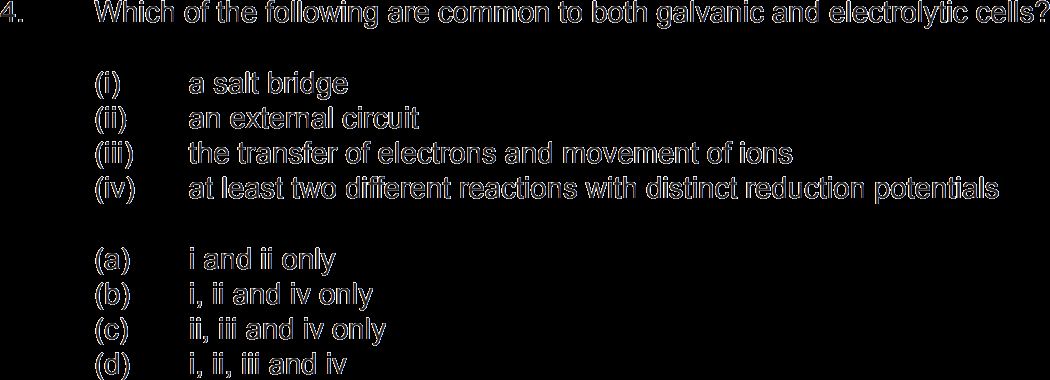 4. Which of the following are common to both galvanic and electrolytic cells?
(i) a salt bridge
(ii) an external circuit
(iii) the transfer of electrons and movement of ions
(iv) at least two different reactions with distinct reduction potentials
(a) i and ii only
(b) i, ii and iv only
(c) ii, iii and iv only
(d) i, ii, iii and iv